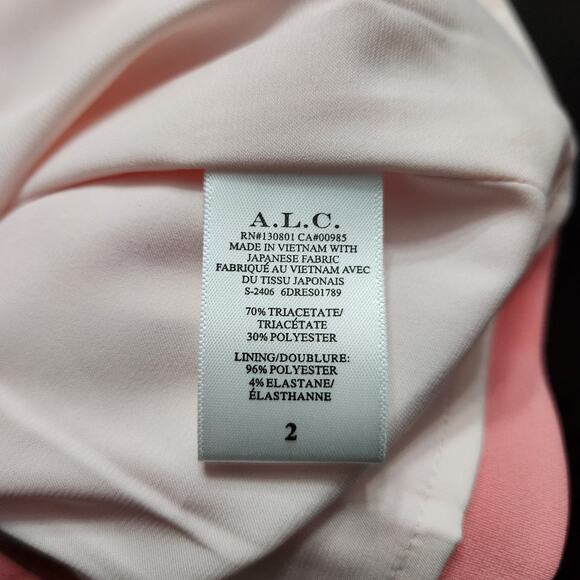 A.L.C.
RN#130801 CA#00985
MADE IN VIETNAM WITH
JAPANESE FABRIC
FABRIQUÉ AU VIETNAM AVEC
DU TISSU JAPONAIS
S-2406 6DRES01789
70% TRIACETATE/
TRIACÉTATE
30% POLYESTER
LINING/DOUBLURE:
96% POLYESTER
4% ELASTANE/
ÉLASTHANNE
2